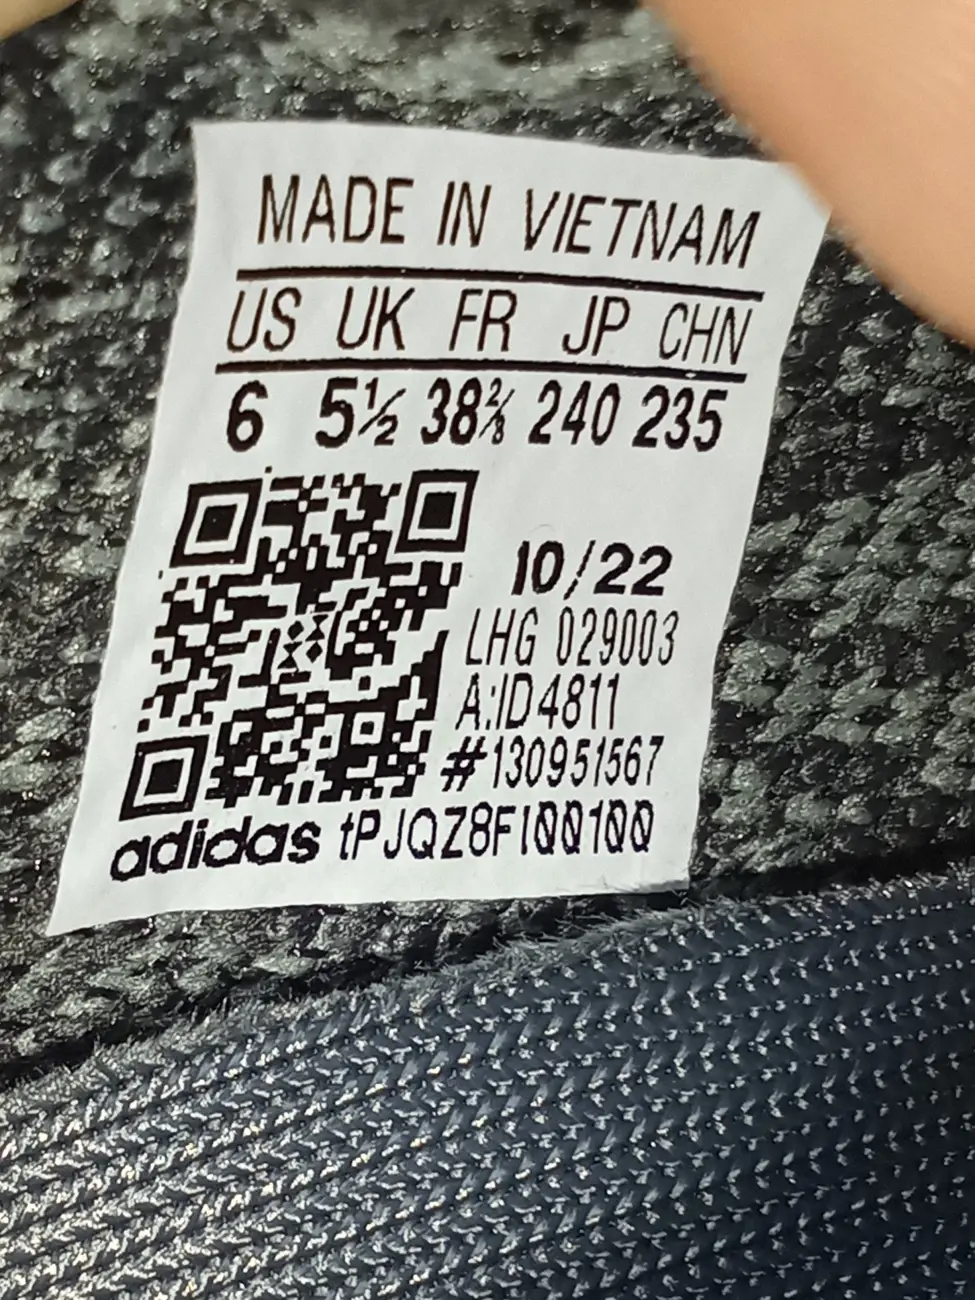 MADE IN VIETNAM
US UK FR JP CHN
6 5½ 38⅔ 240 235
10/22
LHG 029003
A:ID4811
#130951567
adidas tPJQZ8FI00100